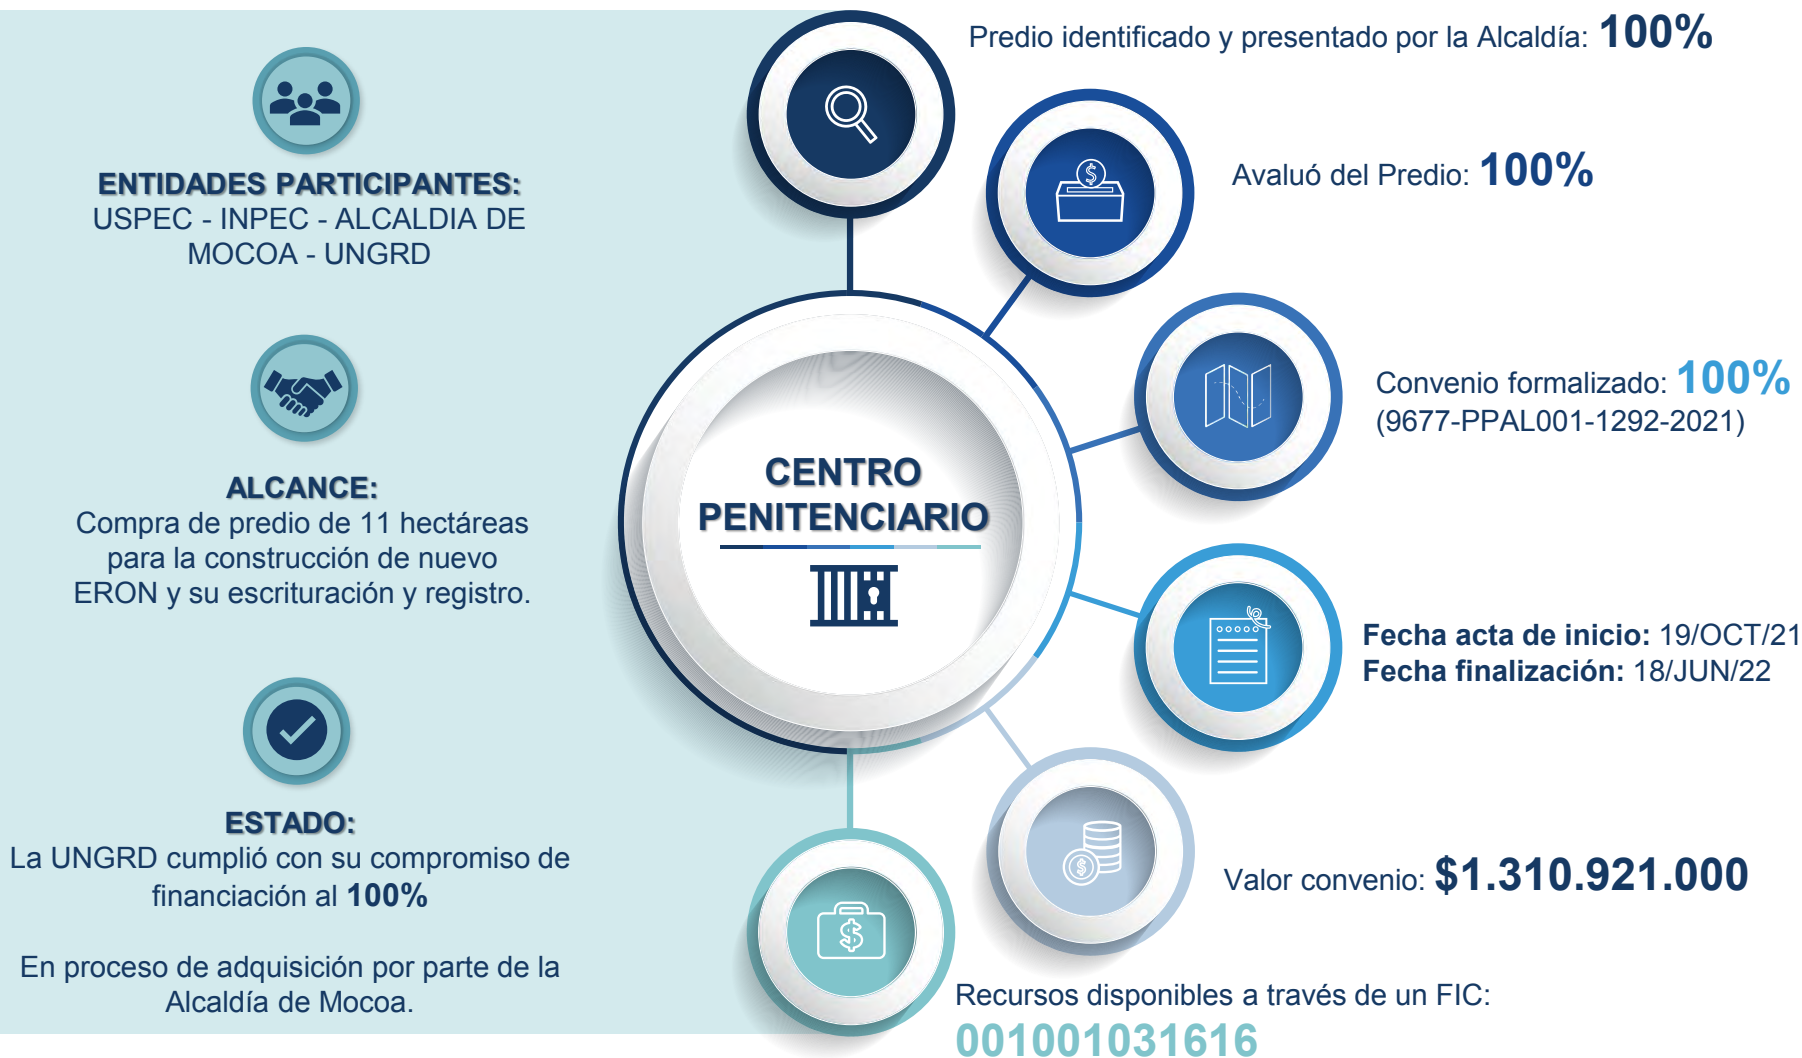 ENTIDADES PARTICIPANTES:
USPEC - INPEC - ALCALDIA DE
MOCOA - UNGRD
ALCANCE:
Compra de predio de 11 hectáreas
para la construcción de nuevo
ERON y su escrituración y registro.
ESTADO:
La UNGRD cumplió con su compromiso de
financiación al 100%
En proceso de adquisición por parte de la
Alcaldía de Mocoa.
CENTRO
PENITENCIARIO
Predio identificado y presentado por la Alcaldía: 100%
Avaluó del Predio: 100%
Convenio formalizado: 100%
(9677-PPAL001-1292-2021)
Fecha acta de inicio: 19/OCT/21
Fecha finalización: 18/JUN/22
Valor convenio: $1.310.921.000
Recursos disponibles a través de un FIC:
001001031616